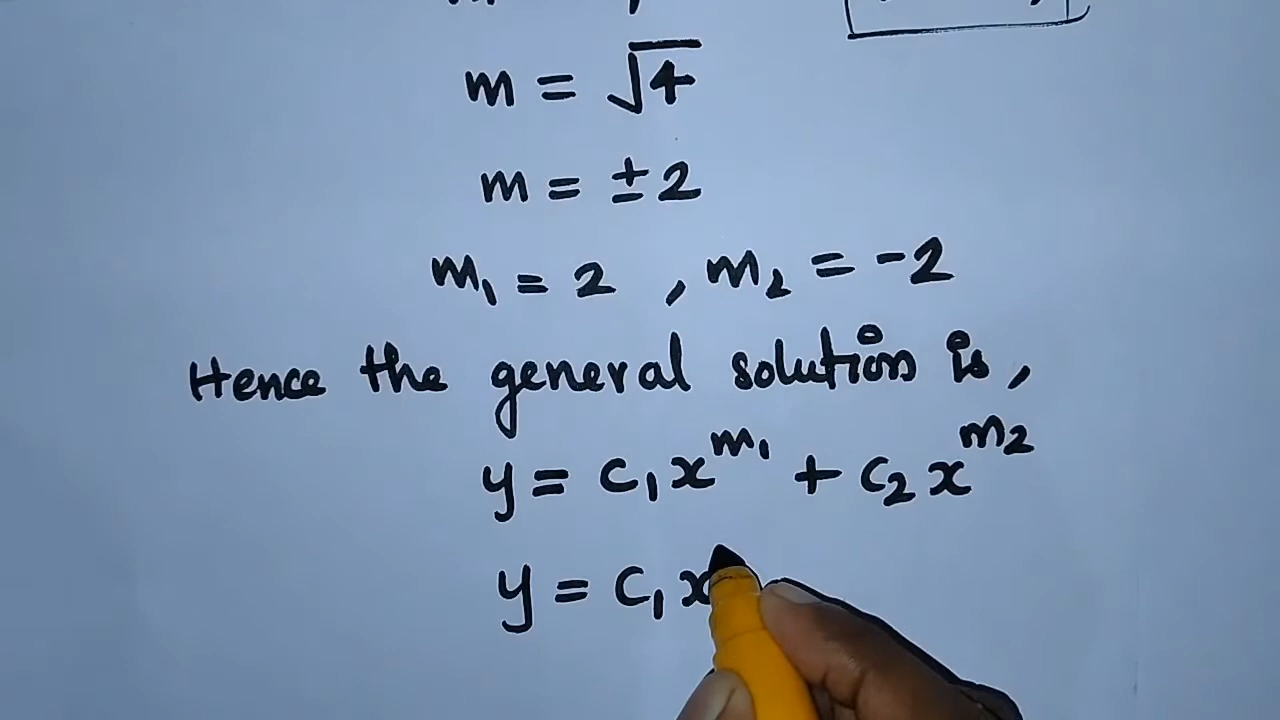 m = √4
m = ±2
m₁ = 2 , m₂ = -2
Hence the general solution is,
y = c₁x^m₁ + c₂x^m₂
y = c₁x